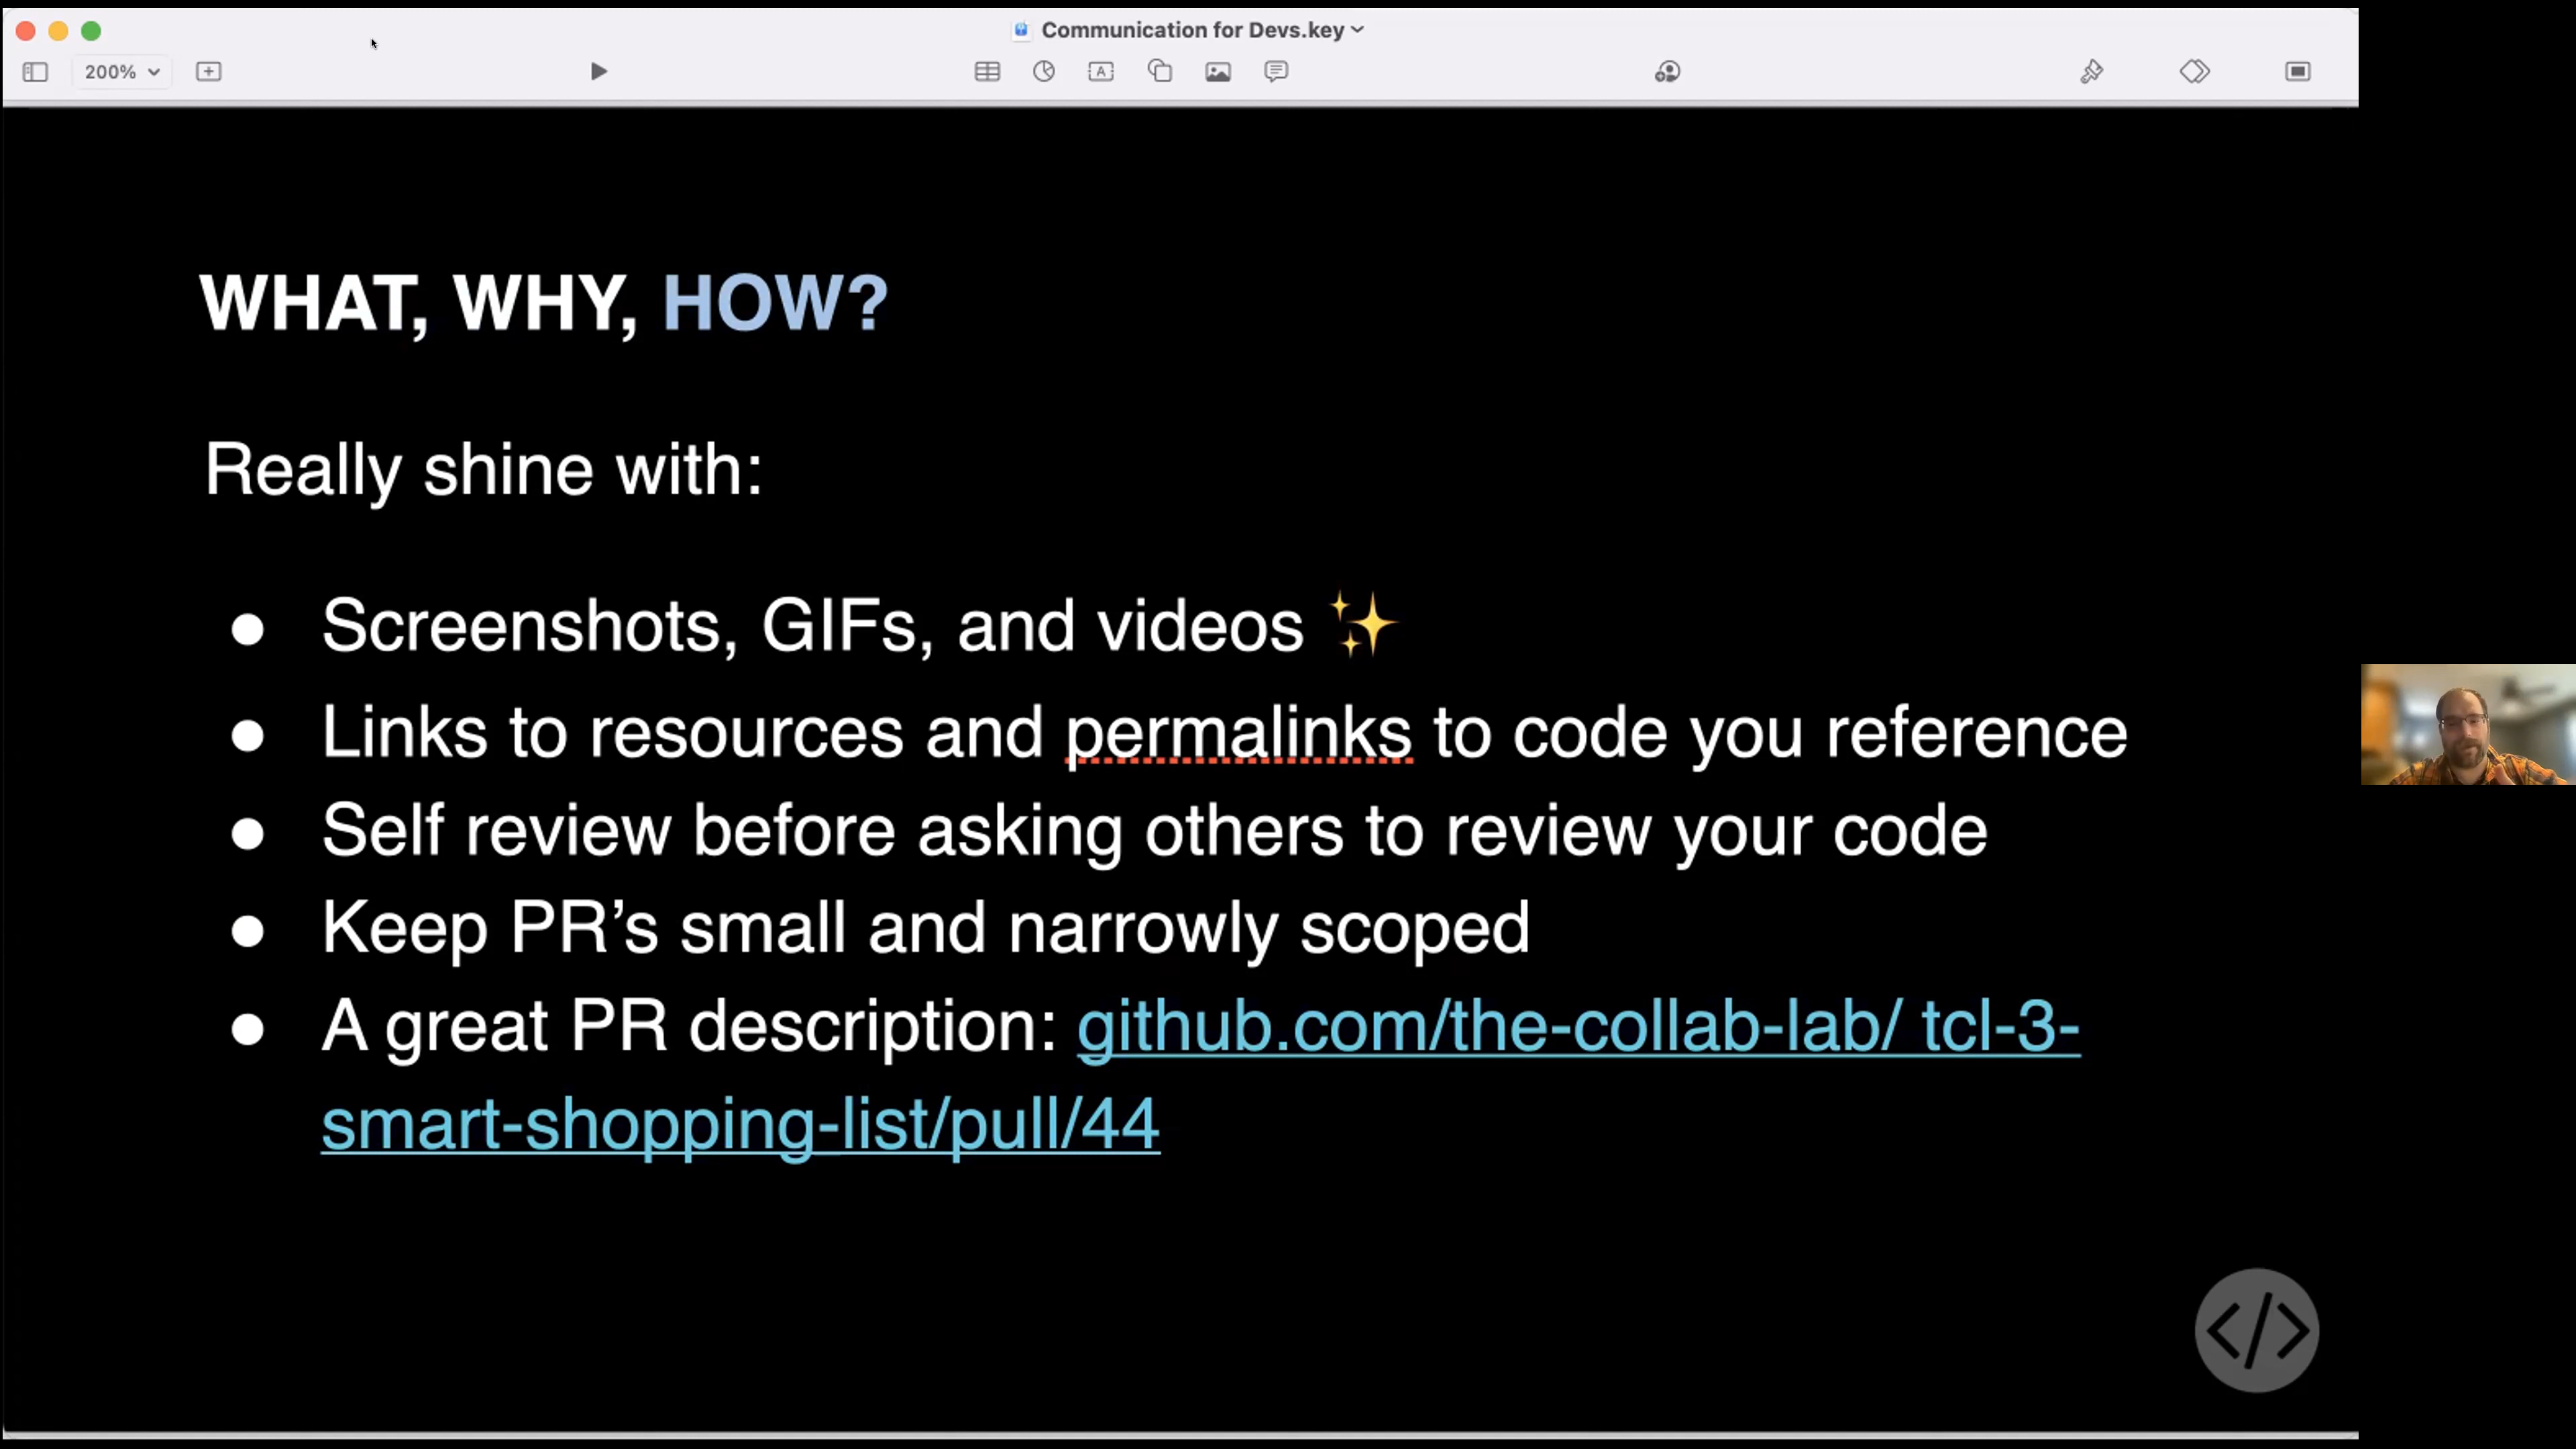 Communication for Devs.key
200%
WHAT, WHY, HOW?
Really shine with:
● Screenshots, GIFs, and videos ✨
● Links to resources and permalinks to code you reference
● Self review before asking others to review your code
● Keep PR’s small and narrowly scoped
● A great PR description: github.com/the-collab-lab/ tcl-3-
smart-shopping-list/pull/44
</>